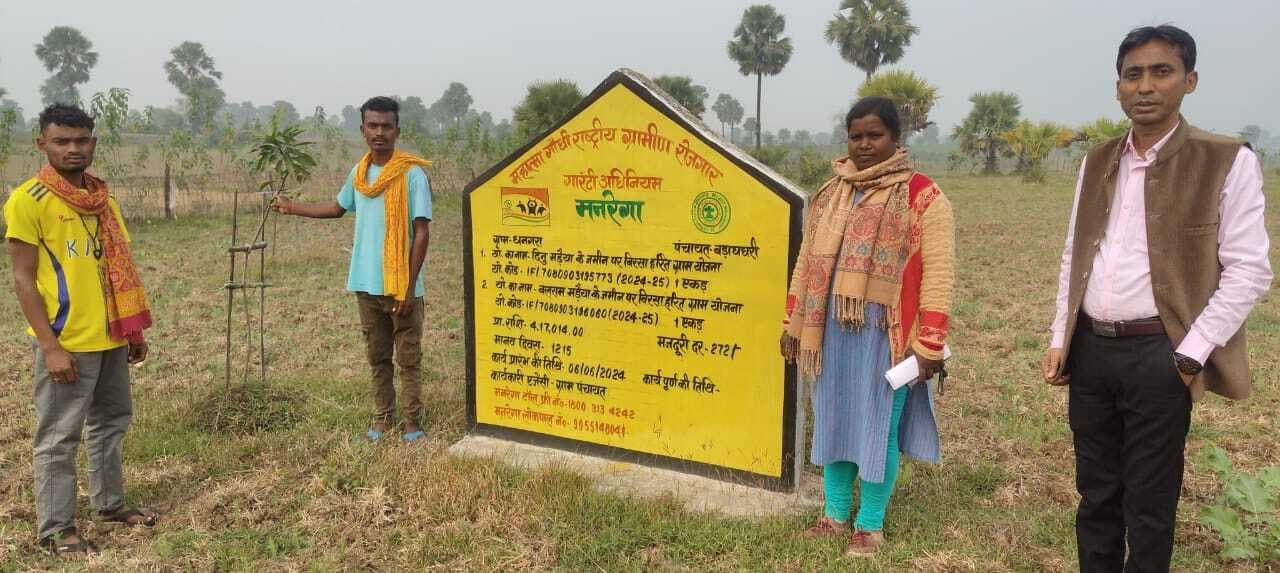 महात्मा गाँधी राष्ट्रीय ग्रामीण रोजगार
गारंटी अधिनियम
मनरेगा
ग्राम-धनगरा पंचायत-बड़ाघघरी
1. यो. का नाम- दिनु मड़ैया के जमीन पर बिरसा हरित ग्राम योजना
यो. कोड- IF/7080903195773 (2024-25) 1 एकड़
2. यो का नाम- बलराम मड़ैया के जमीन पर बिरसा हरित ग्राम योजना
यो. कोड- IF/7080903196060 (2024-25) 1 एकड़
प्रा. राशि- 4,17,014.00
मानव दिवस- 1215 मजदूरी दर- 272/
कार्य प्रारंभ की तिथि- 06/06/2024 कार्य पूर्ण की तिथि-
कार्यकारी एजेंसी- ग्राम पंचायत
मनरेगा टॉल फ्री नं०- 1800 313 4242
मनरेगा लोकपाल नं०- 9955148041